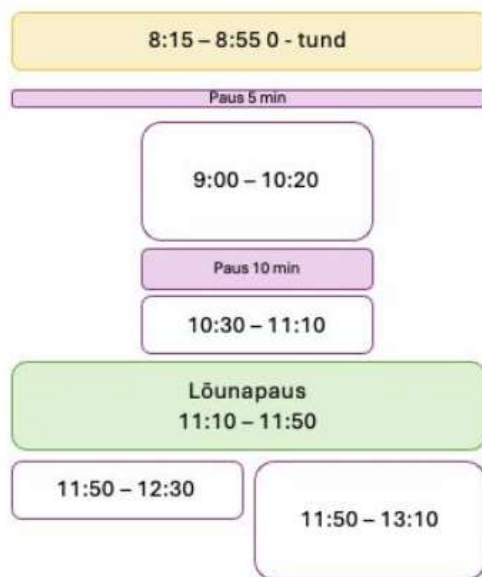 8:15 – 8:55 0 - tund
Paus 5 min
9:00 – 10:20
Paus 10 min
10:30 – 11:10
Lõunapaus
11:10 – 11:50
11:50 – 12:30
11:50 – 13:10